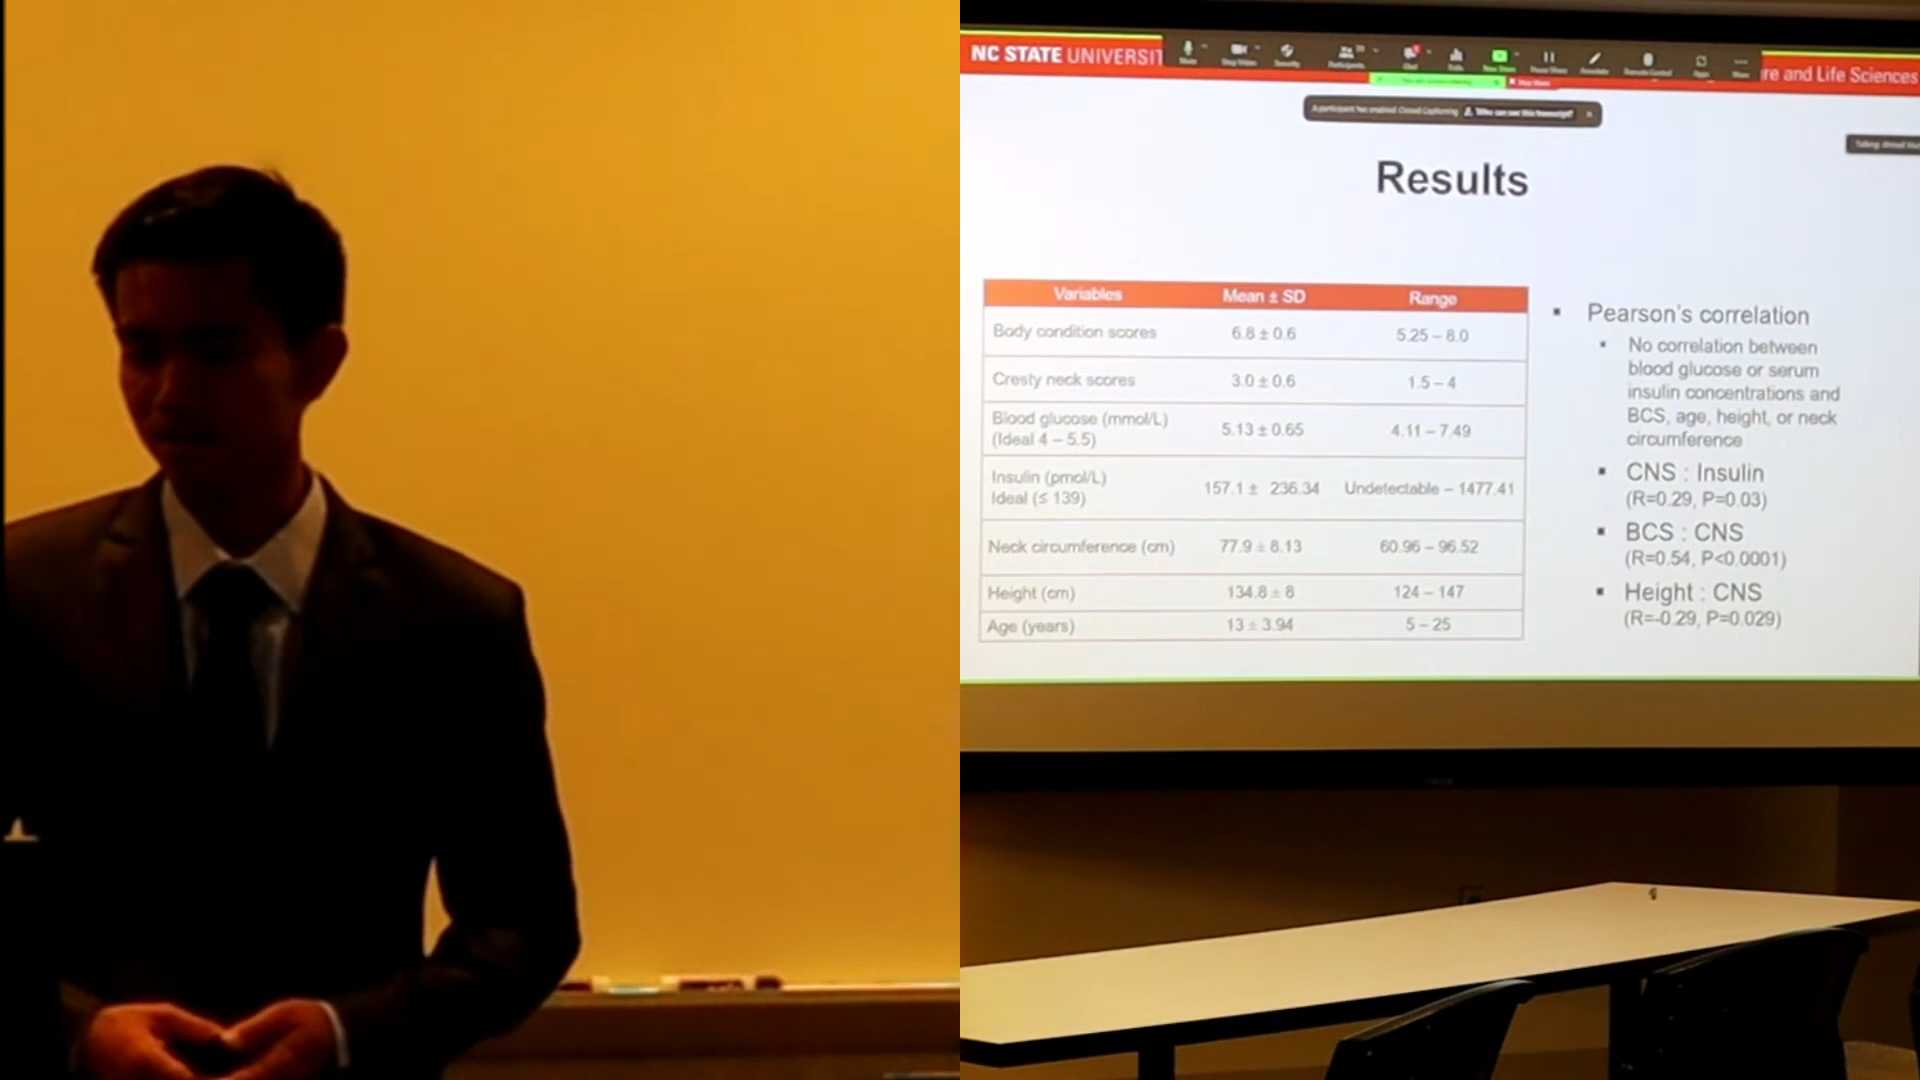 NC STATE UNIVERSIT
re and Life Sciences
Results
Variables Mean ± SD Range
Body condition scores 6.8 ± 0.6 5.25 – 8.0
Cresty neck scores 3.0 ± 0.6 1.5 – 4
Blood glucose (mmol/L)
(Ideal 4 – 5.5) 5.13 ± 0.65 4.11 – 7.49
Insulin (pmol/L)
Ideal (≤ 139) 157.1 ± 236.34 Undetectable – 1477.41
Neck circumference (cm) 77.9 ± 8.13 60.96 – 96.52
Height (cm) 134.8 ± 8 124 – 147
Age (years) 13 ± 3.94 5 – 25
▪ Pearson's correlation
▪ No correlation between
blood glucose or serum
insulin concentrations and
BCS, age, height, or neck
circumference
▪ CNS : Insulin
(R=0.29, P=0.03)
▪ BCS : CNS
(R=0.54, P<0.0001)
▪ Height : CNS
(R=-0.29, P=0.029)